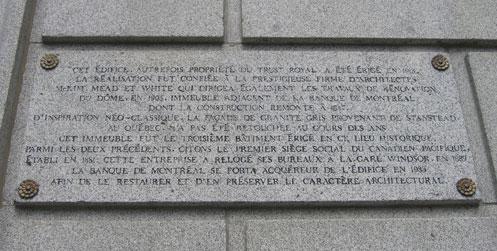 CET ÉDIFICE, AUTREFOIS PROPRIÉTÉ DU TRUST ROYAL, A ÉTÉ ÉRIGÉ EN
LA RÉALISATION FUT CONFIÉE À LA PRESTIGIEUSE FIRME D'ARCHITECTES
McKIM, MEAD ET WHITE QUI DIRIGEA ÉGALEMENT LES TRAVAUX DE RÉNOVATION
DU DÔME, EN 1905, IMMEUBLE ADJACENT DE LA BANQUE DE MONTRÉAL
DONT LA CONSTRUCTION REMONTE À
D'INSPIRATION NÉO-CLASSIQUE, LA FAÇADE DE GRANITE GRIS PROVENANT DE STANSTEAD
AU QUÉBEC N'A PAS ÉTÉ RETOUCHÉE AU COURS DES ANS
CET IMMEUBLE FUT LE TROISIÈME BÂTIMENT ÉRIGÉ EN CE LIEU HISTORIQUE
PARMI LES DEUX PRÉCÉDENTS, CITONS LE PREMIER SIÈGE SOCIAL DU CANADIEN PACIFIQUE
ÉTABLI EN 1881. CETTE ENTREPRISE A RELOGÉ SES BUREAUX À LA GARE WINDSOR, EN
LA BANQUE DE MONTRÉAL SE PORTA ACQUÉREUR DE L'ÉDIFICE EN 1983
AFIN DE LE RESTAURER ET D'EN PRÉSERVER LE CARACTÈRE ARCHITECTURAL.